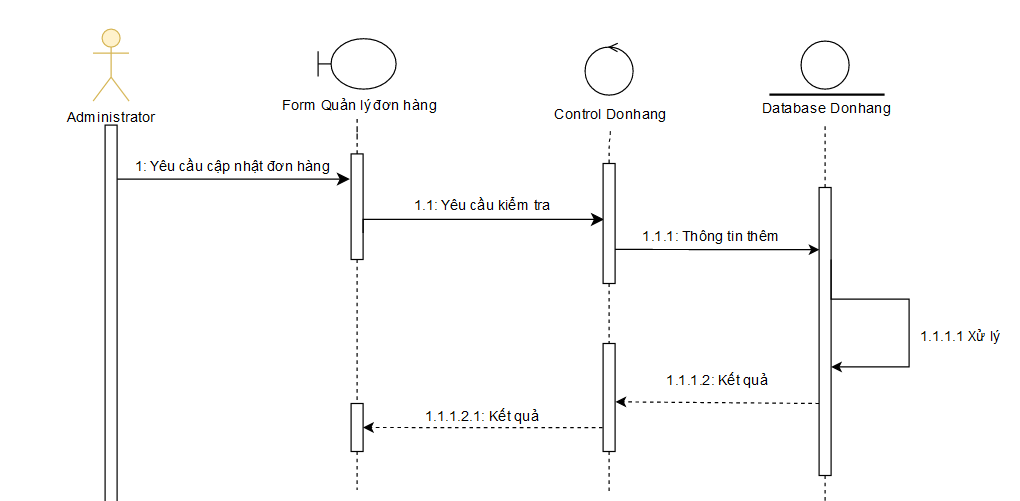 Administrator
Form Quản lý đơn hàng
Control Donhang
Database Donhang
1: Yêu cầu cập nhật đơn hàng
1.1: Yêu cầu kiểm tra
1.1.1: Thông tin thêm
1.1.1.1 Xử lý
1.1.1.2: Kết quả
1.1.1.2.1: Kết quả